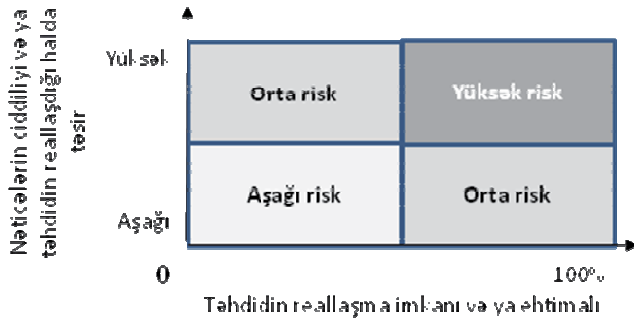 Nəticələrin ciddiliyi və ya
təhdidin reallaşdığı halda
təsir
Yüksək
Orta risk
Yüksək risk
Aşağı
Aşağı risk
Orta risk
0
100%
Təhdidin reallaşma imkanı və ya ehtimalı